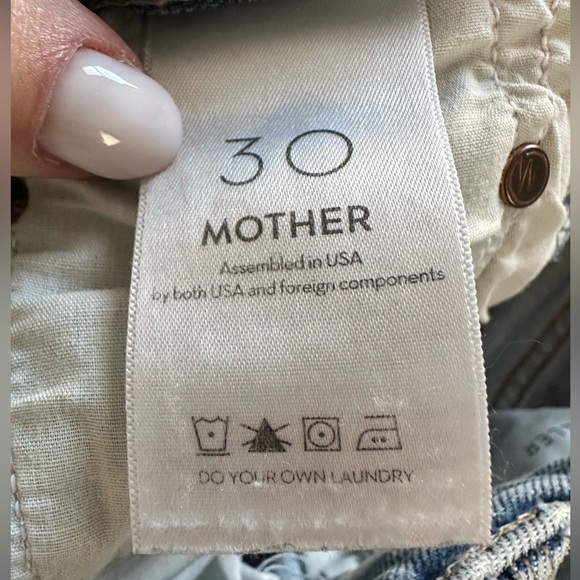 30
MOTHER
Assembled in USA
by both USA and foreign components
DO YOUR OWN LAUNDRY